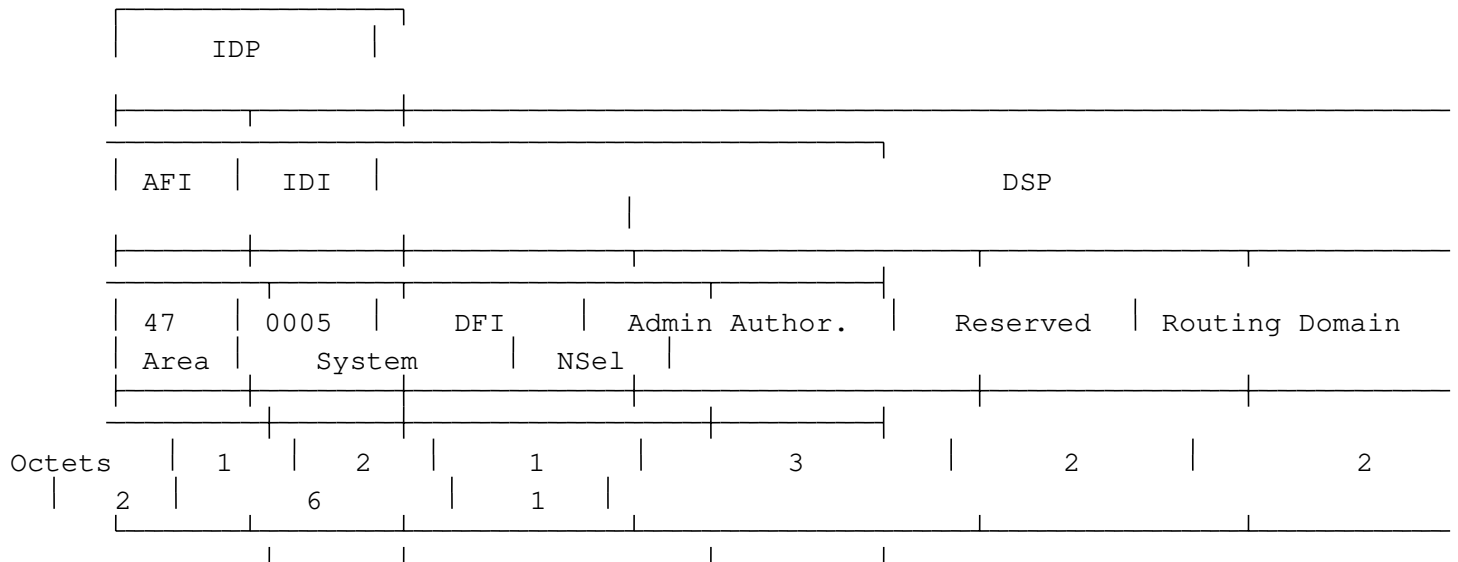 IDP
AFI IDI DSP
47 0005 DFI Admin Author. Reserved Routing Domain
Area System NSel
Octets 1 2 1 3 2 2
2 6 1